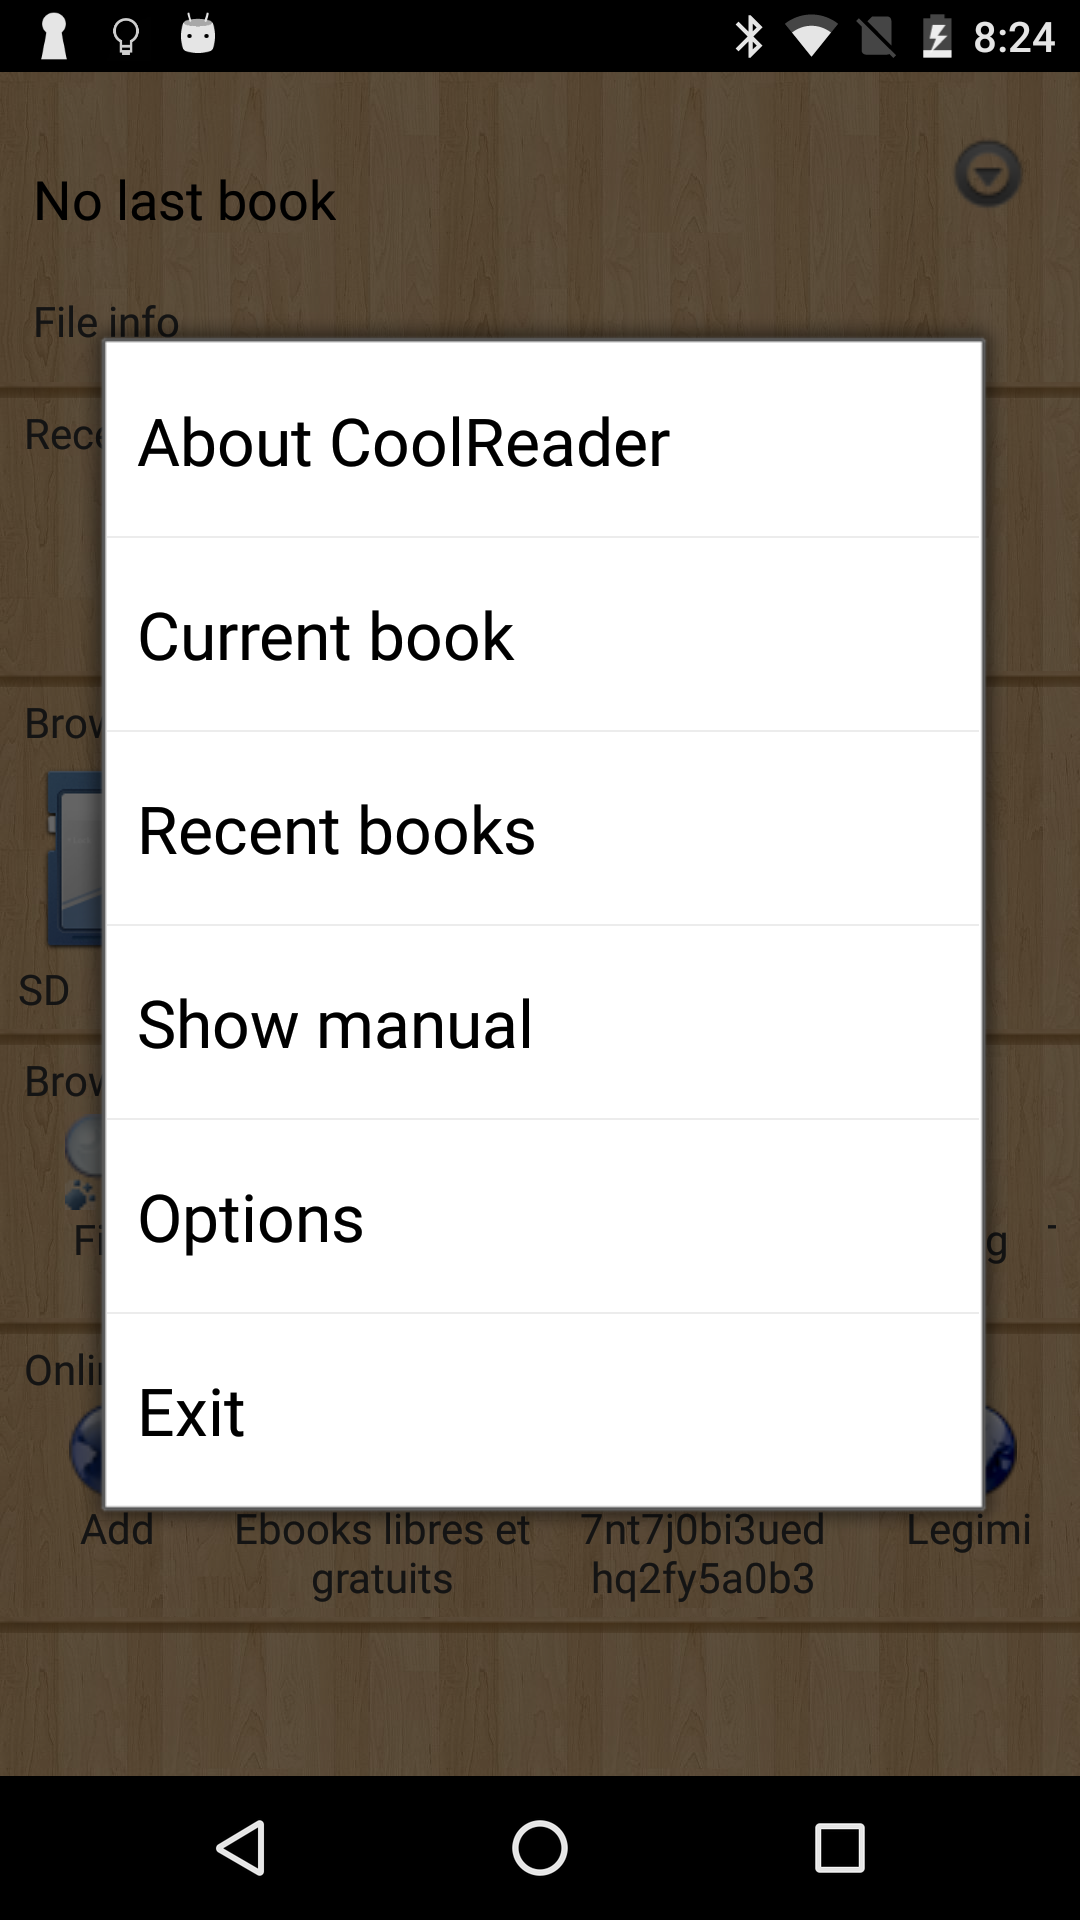 8:24
No last book
File info
About CoolReader
Current book
Recent books
Show manual
Options
Exit
SD
Add
Ebooks libres et
gratuits
7nt7j0bi3ued
hq2fy5a0b3
Legimi